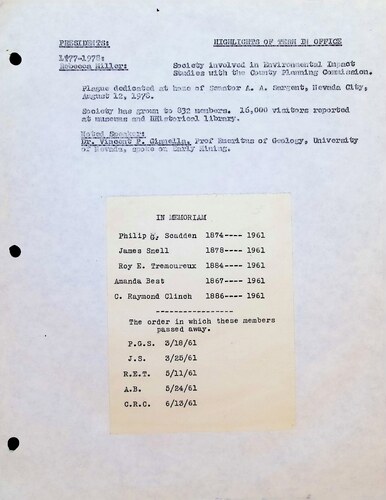 PRESIDENTS: HIGHLIGHTS OF TERM IN OFFICE
1977-1978:
Rebecca Miller: Society involved in Environmental Impact
Studies with the County Planning Commission.
Plaque dedicated at home of Senator A. A. Sargent, Nevada City,
August 12, 1978.
Society has grown to 832 members. 16,000 visitors reported
at museums and Historical library.
Noted Speaker:
Dr. Vincent P. Gianella, Prof Emeritus of Geology, University
of Nevada, spoke on Early Mining.
IN MEMORIAM
Philip G. Scadden 1874---- 1961
James Snell 1878---- 1961
Roy E. Tremoureux 1884---- 1961
Amanda Best 1867---- 1961
C. Raymond Clinch 1886---- 1961
-----------------
The order in which these members
passed away.
P.G.S. 3/18/61
J.S. 3/25/61
R.E.T. 5/11/61
A.B. 5/24/61
C.R.C. 6/13/61